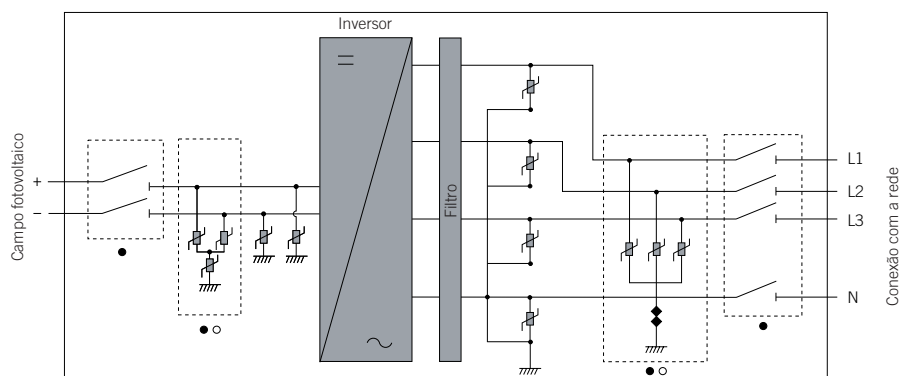 Inversor
Campo fotovoltaico
+
−
Filtro
L1
L2
L3
N
Conexão com a rede